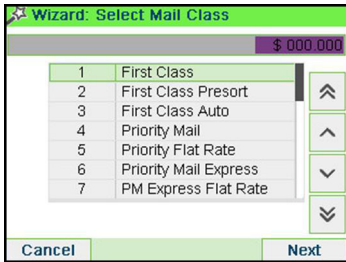 Wizard: Select Mail Class
$ 000.000
1 First Class
2 First Class Presort
3 First Class Auto
4 Priority Mail
5 Priority Flat Rate
6 Priority Mail Express
7 PM Express Flat Rate
Cancel Next